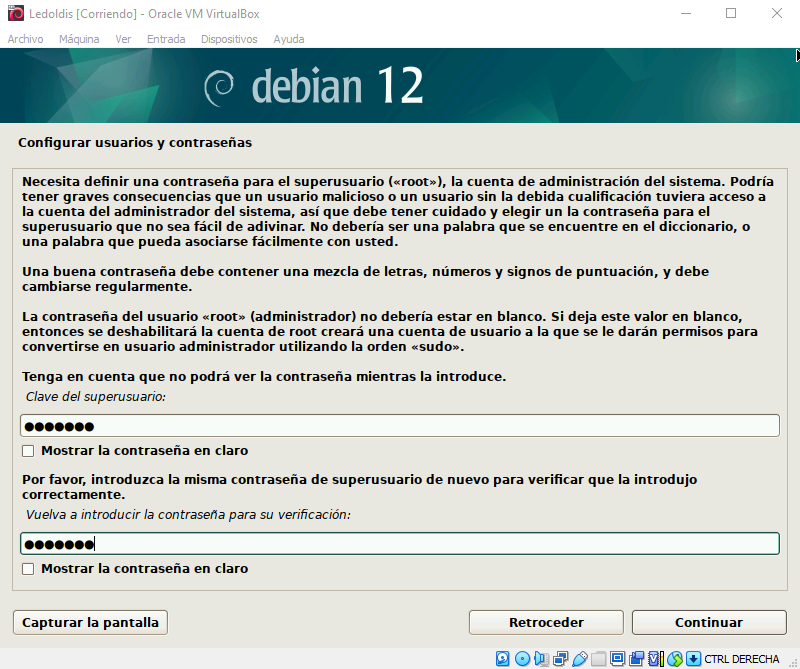 Ledoldis [Corriendo] - Oracle VM VirtualBox
Archivo Máquina Ver Entrada Dispositivos Ayuda
debian 12
Configurar usuarios y contraseñas
Necesita definir una contraseña para el superusuario («root»), la cuenta de administración del sistema. Podría
tener graves consecuencias que un usuario malicioso o un usuario sin la debida cualificación tuviera acceso a
la cuenta del administrador del sistema, así que debe tener cuidado y elegir un la contraseña para el
superusuario que no sea fácil de adivinar. No debería ser una palabra que se encuentre en el diccionario, o
una palabra que pueda asociarse fácilmente con usted.
Una buena contraseña debe contener una mezcla de letras, números y signos de puntuación, y debe
cambiarse regularmente.
La contraseña del usuario «root» (administrador) no debería estar en blanco. Si deja este valor en blanco,
entonces se deshabilitará la cuenta de root creará una cuenta de usuario a la que se le darán permisos para
convertirse en usuario administrador utilizando la orden «sudo».
Tenga en cuenta que no podrá ver la contraseña mientras la introduce.
Clave del superusuario:
●●●●●●●
Mostrar la contraseña en claro
Por favor, introduzca la misma contraseña de superusuario de nuevo para verificar que la introdujo
correctamente.
Vuelva a introducir la contraseña para su verificación:
●●●●●●●
Mostrar la contraseña en claro
Capturar la pantalla Retroceder Continuar
CTRL DERECHA